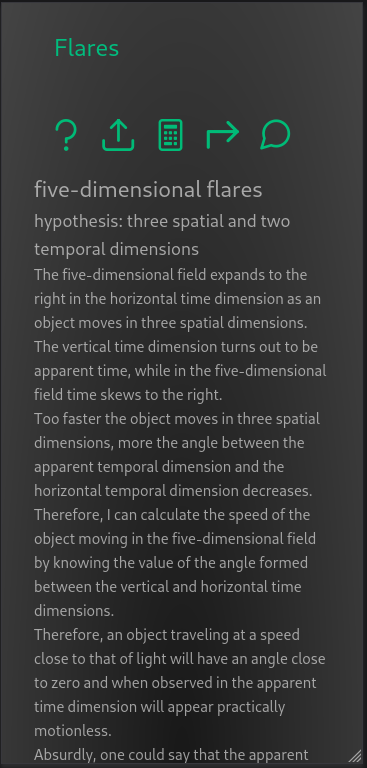 Flares
five-dimensional flares
hypothesis: three spatial and two
temporal dimensions
The five-dimensional field expands to the
right in the horizontal time dimension as an
object moves in three spatial dimensions.
The vertical time dimension turns out to be
apparent time, while in the five-dimensional
field time skews to the right.
Too faster the object moves in three spatial
dimensions, more the angle between the
apparent temporal dimension and the
horizontal temporal dimension decreases.
Therefore, I can calculate the speed of the
object moving in the five-dimensional field
by knowing the value of the angle formed
between the vertical and horizontal time
dimensions.
Therefore, an object traveling at a speed
close to that of light will have an angle close
to zero and when observed in the apparent
time dimension will appear practically
motionless.
Absurdly, one could say that the apparent